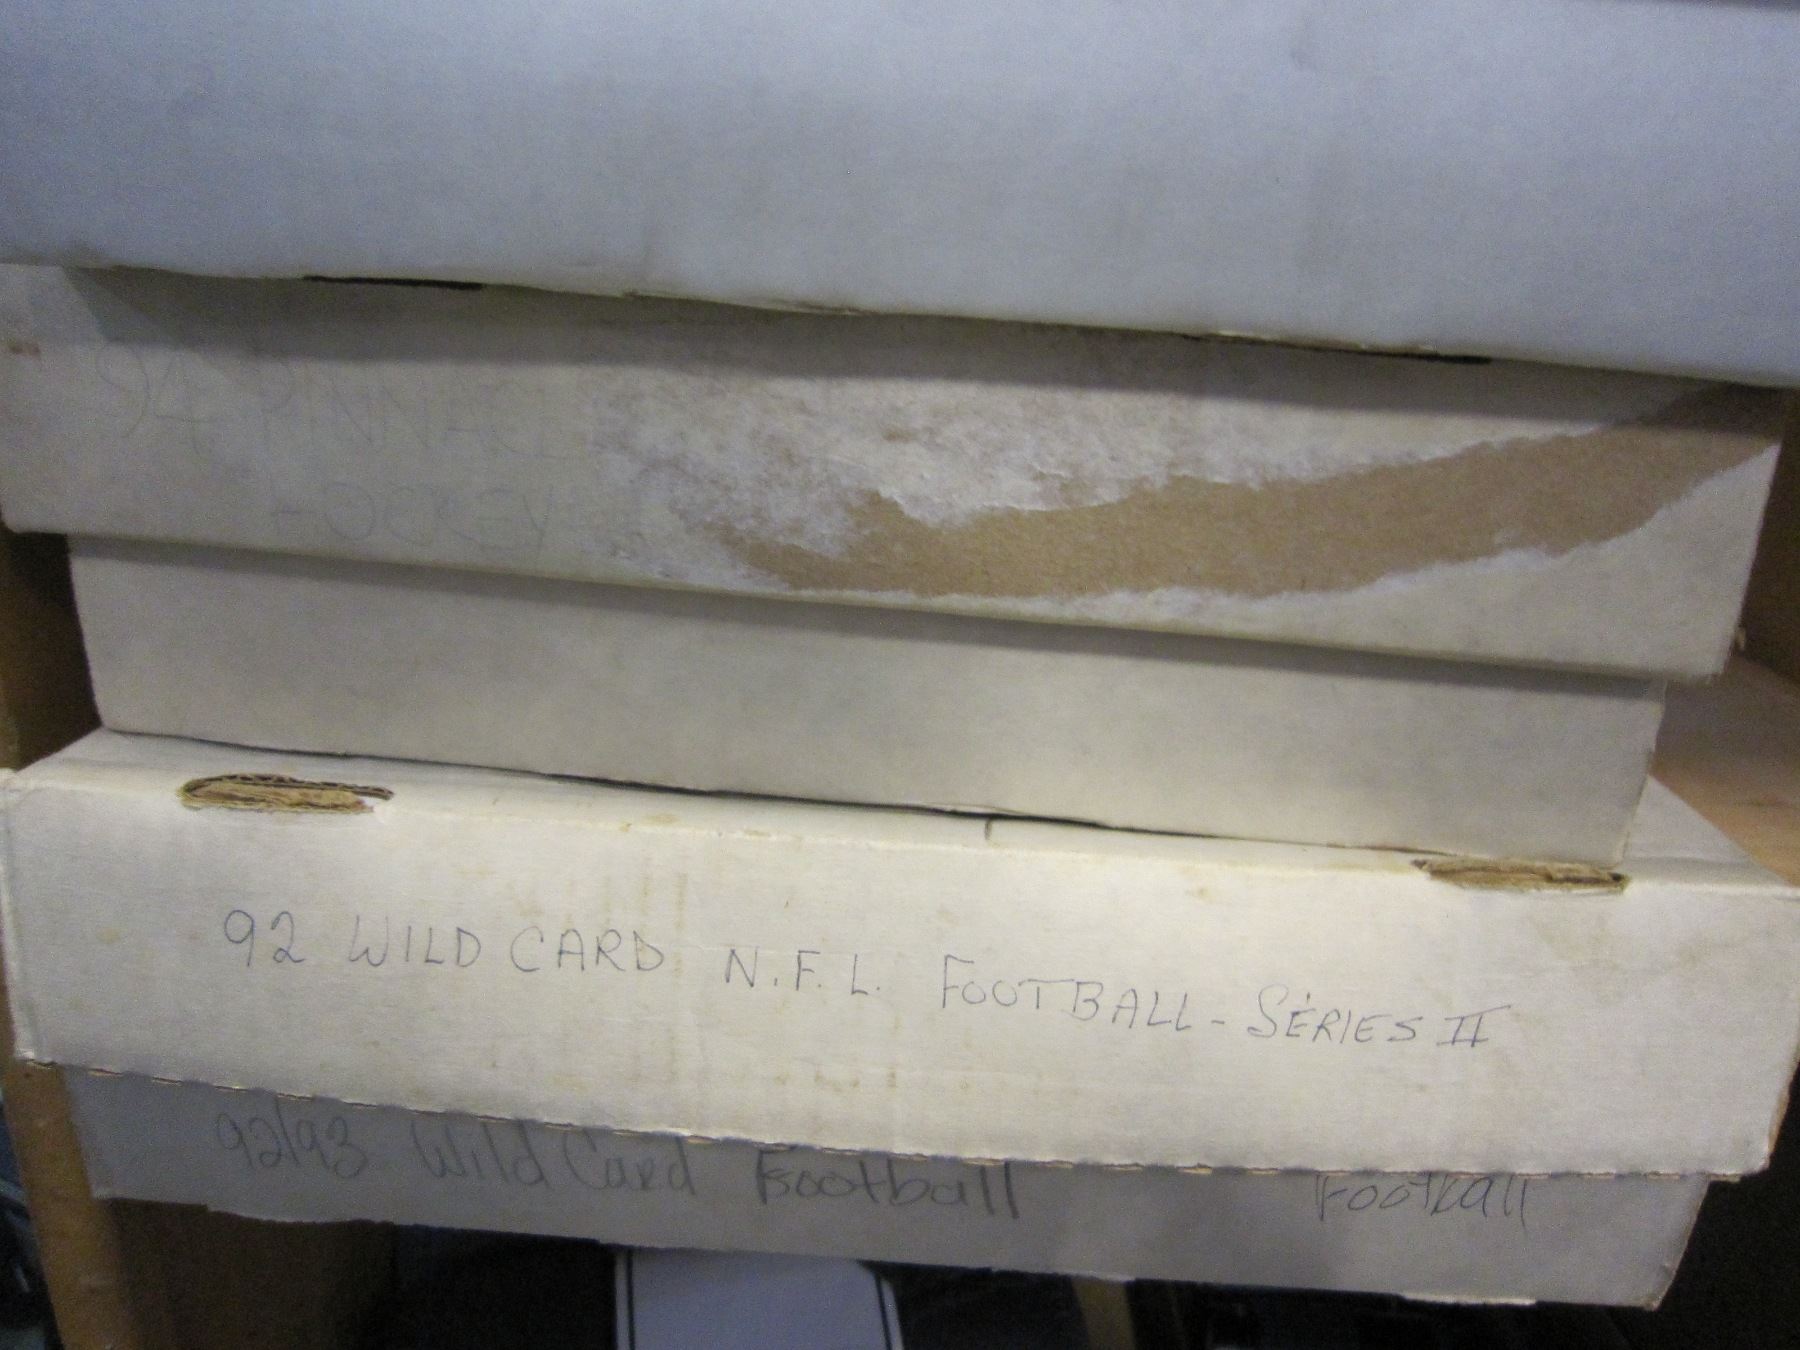 94 PINNACLE
HOCKEY
92 WILD CARD N.F.L. FOOTBALL - SERIES II
92/93 Wild Card Football Football